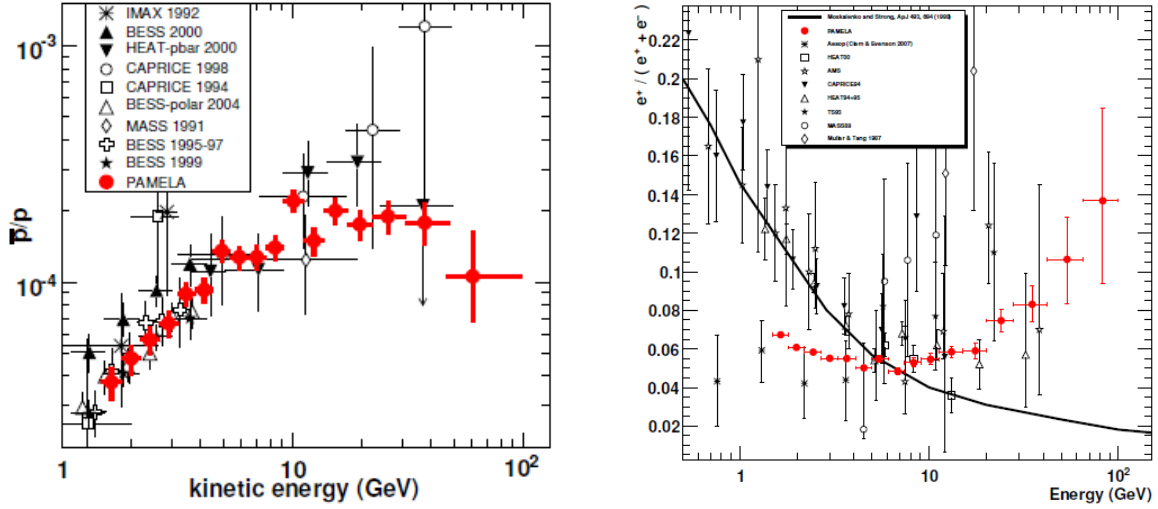 IMAX 1992
BESS 2000
HEAT-pbar 2000
CAPRICE 1998
CAPRICE 1994
BESS-polar 2004
MASS 1991
BESS 1995-97
BESS 1999
PAMELA
10⁻³
10⁻⁴
p̅/p
1
10
10²
kinetic energy (GeV)
Moskalenko and Strong, ApJ 493, 694 (1998)
PAMELA
Aesop (Clem & Evenson 2007)
HEAT00
AMS
CAPRICE94
HEAT94+95
TS93
MASS89
Muller & Tang 1987
e⁺ / ( e⁺ + e⁻ )
0.22
0.2
0.18
0.16
0.14
0.12
0.1
0.08
0.06
0.04
0.02
1
10
10²
Energy (GeV)